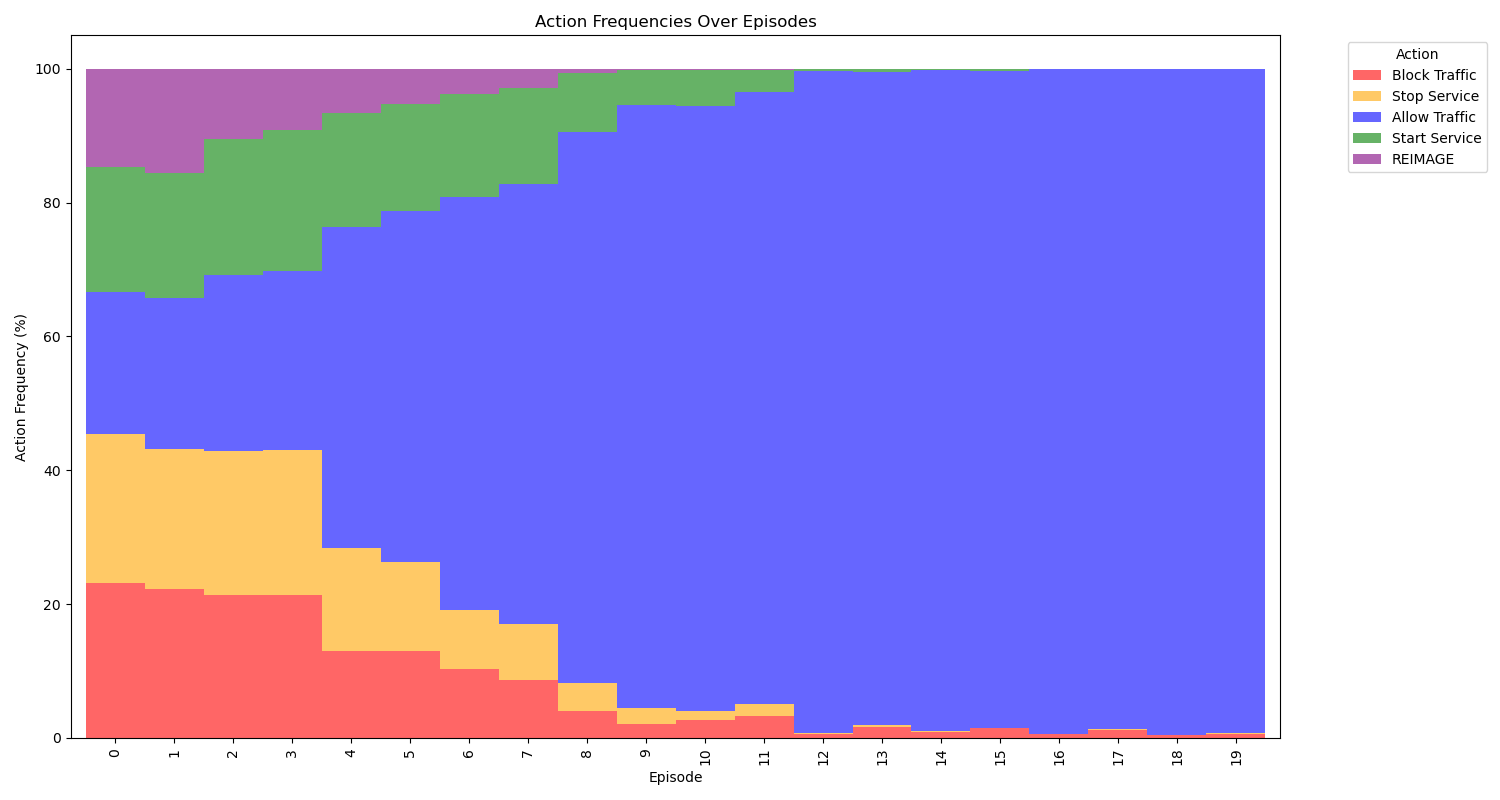 Action Frequencies Over Episodes
Action
Block Traffic
Stop Service
Allow Traffic
Start Service
REIMAGE
Action Frequency (%)
100
80
60
40
20
0
0 1 2 3 4 5 6 7 8 9 10 11 12 13 14 15 16 17 18 19
Episode